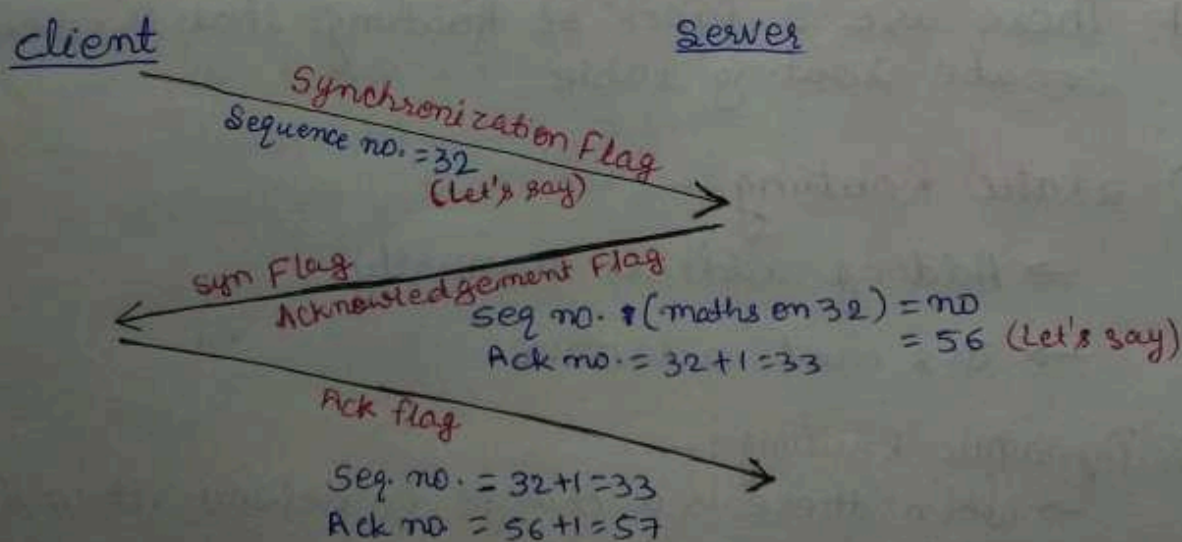 Client
Server
Synchronization Flag
Sequence no. = 32
(Let's say)
Syn Flag
Acknowledgement Flag
Seq no. (maths on 32) = no
= 56 (Let's say)
Ack no. = 32+1 = 33
Ack flag
Seq. no. = 32+1 = 33
Ack no = 56+1 = 57